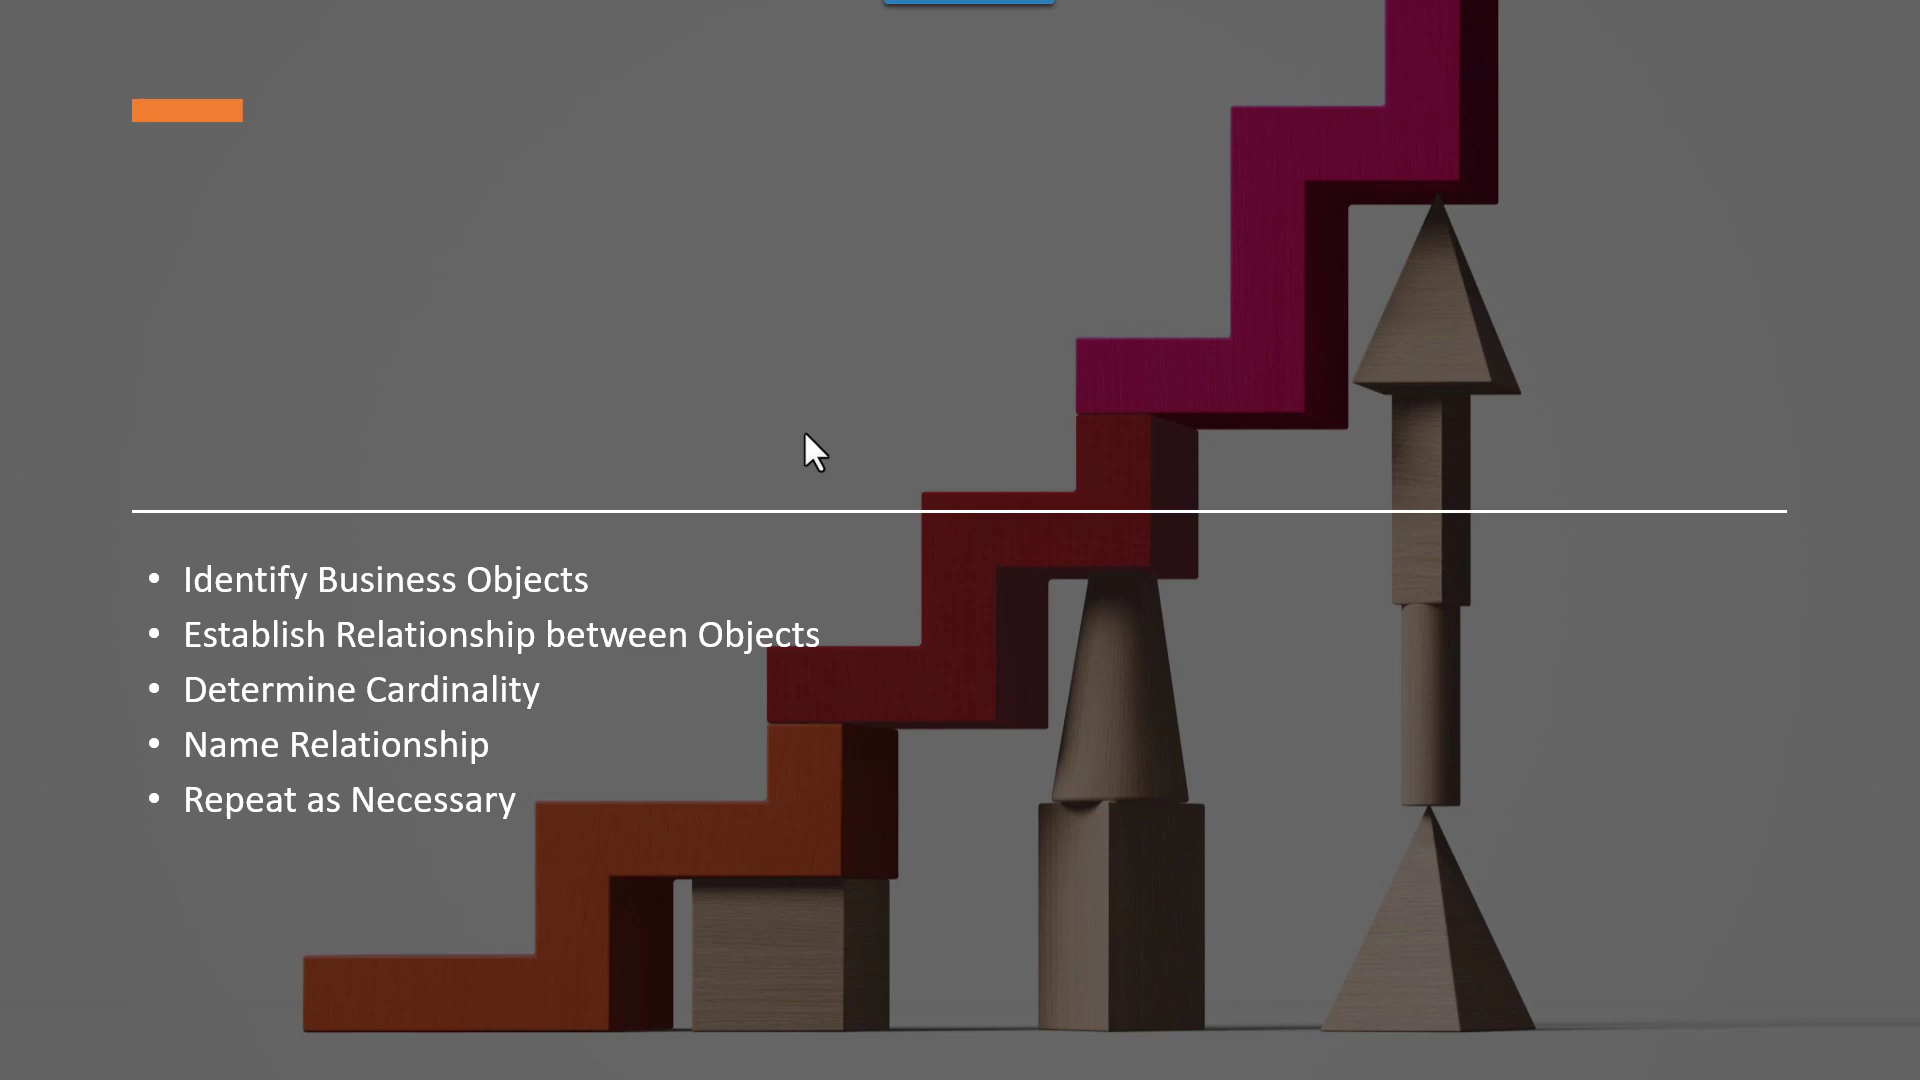 • Identify Business Objects
• Establish Relationship between Objects
• Determine Cardinality
• Name Relationship
• Repeat as Necessary